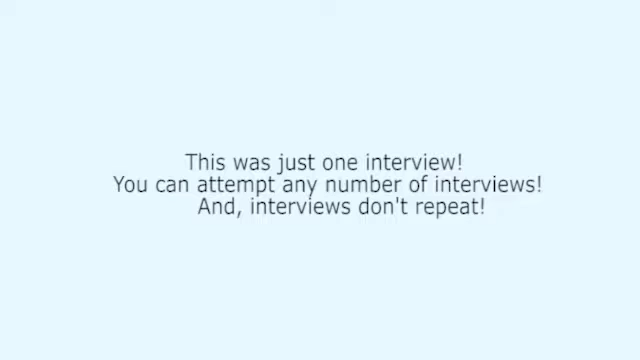 This was just one interview!
You can attempt any number of interviews!
And, interviews don't repeat!